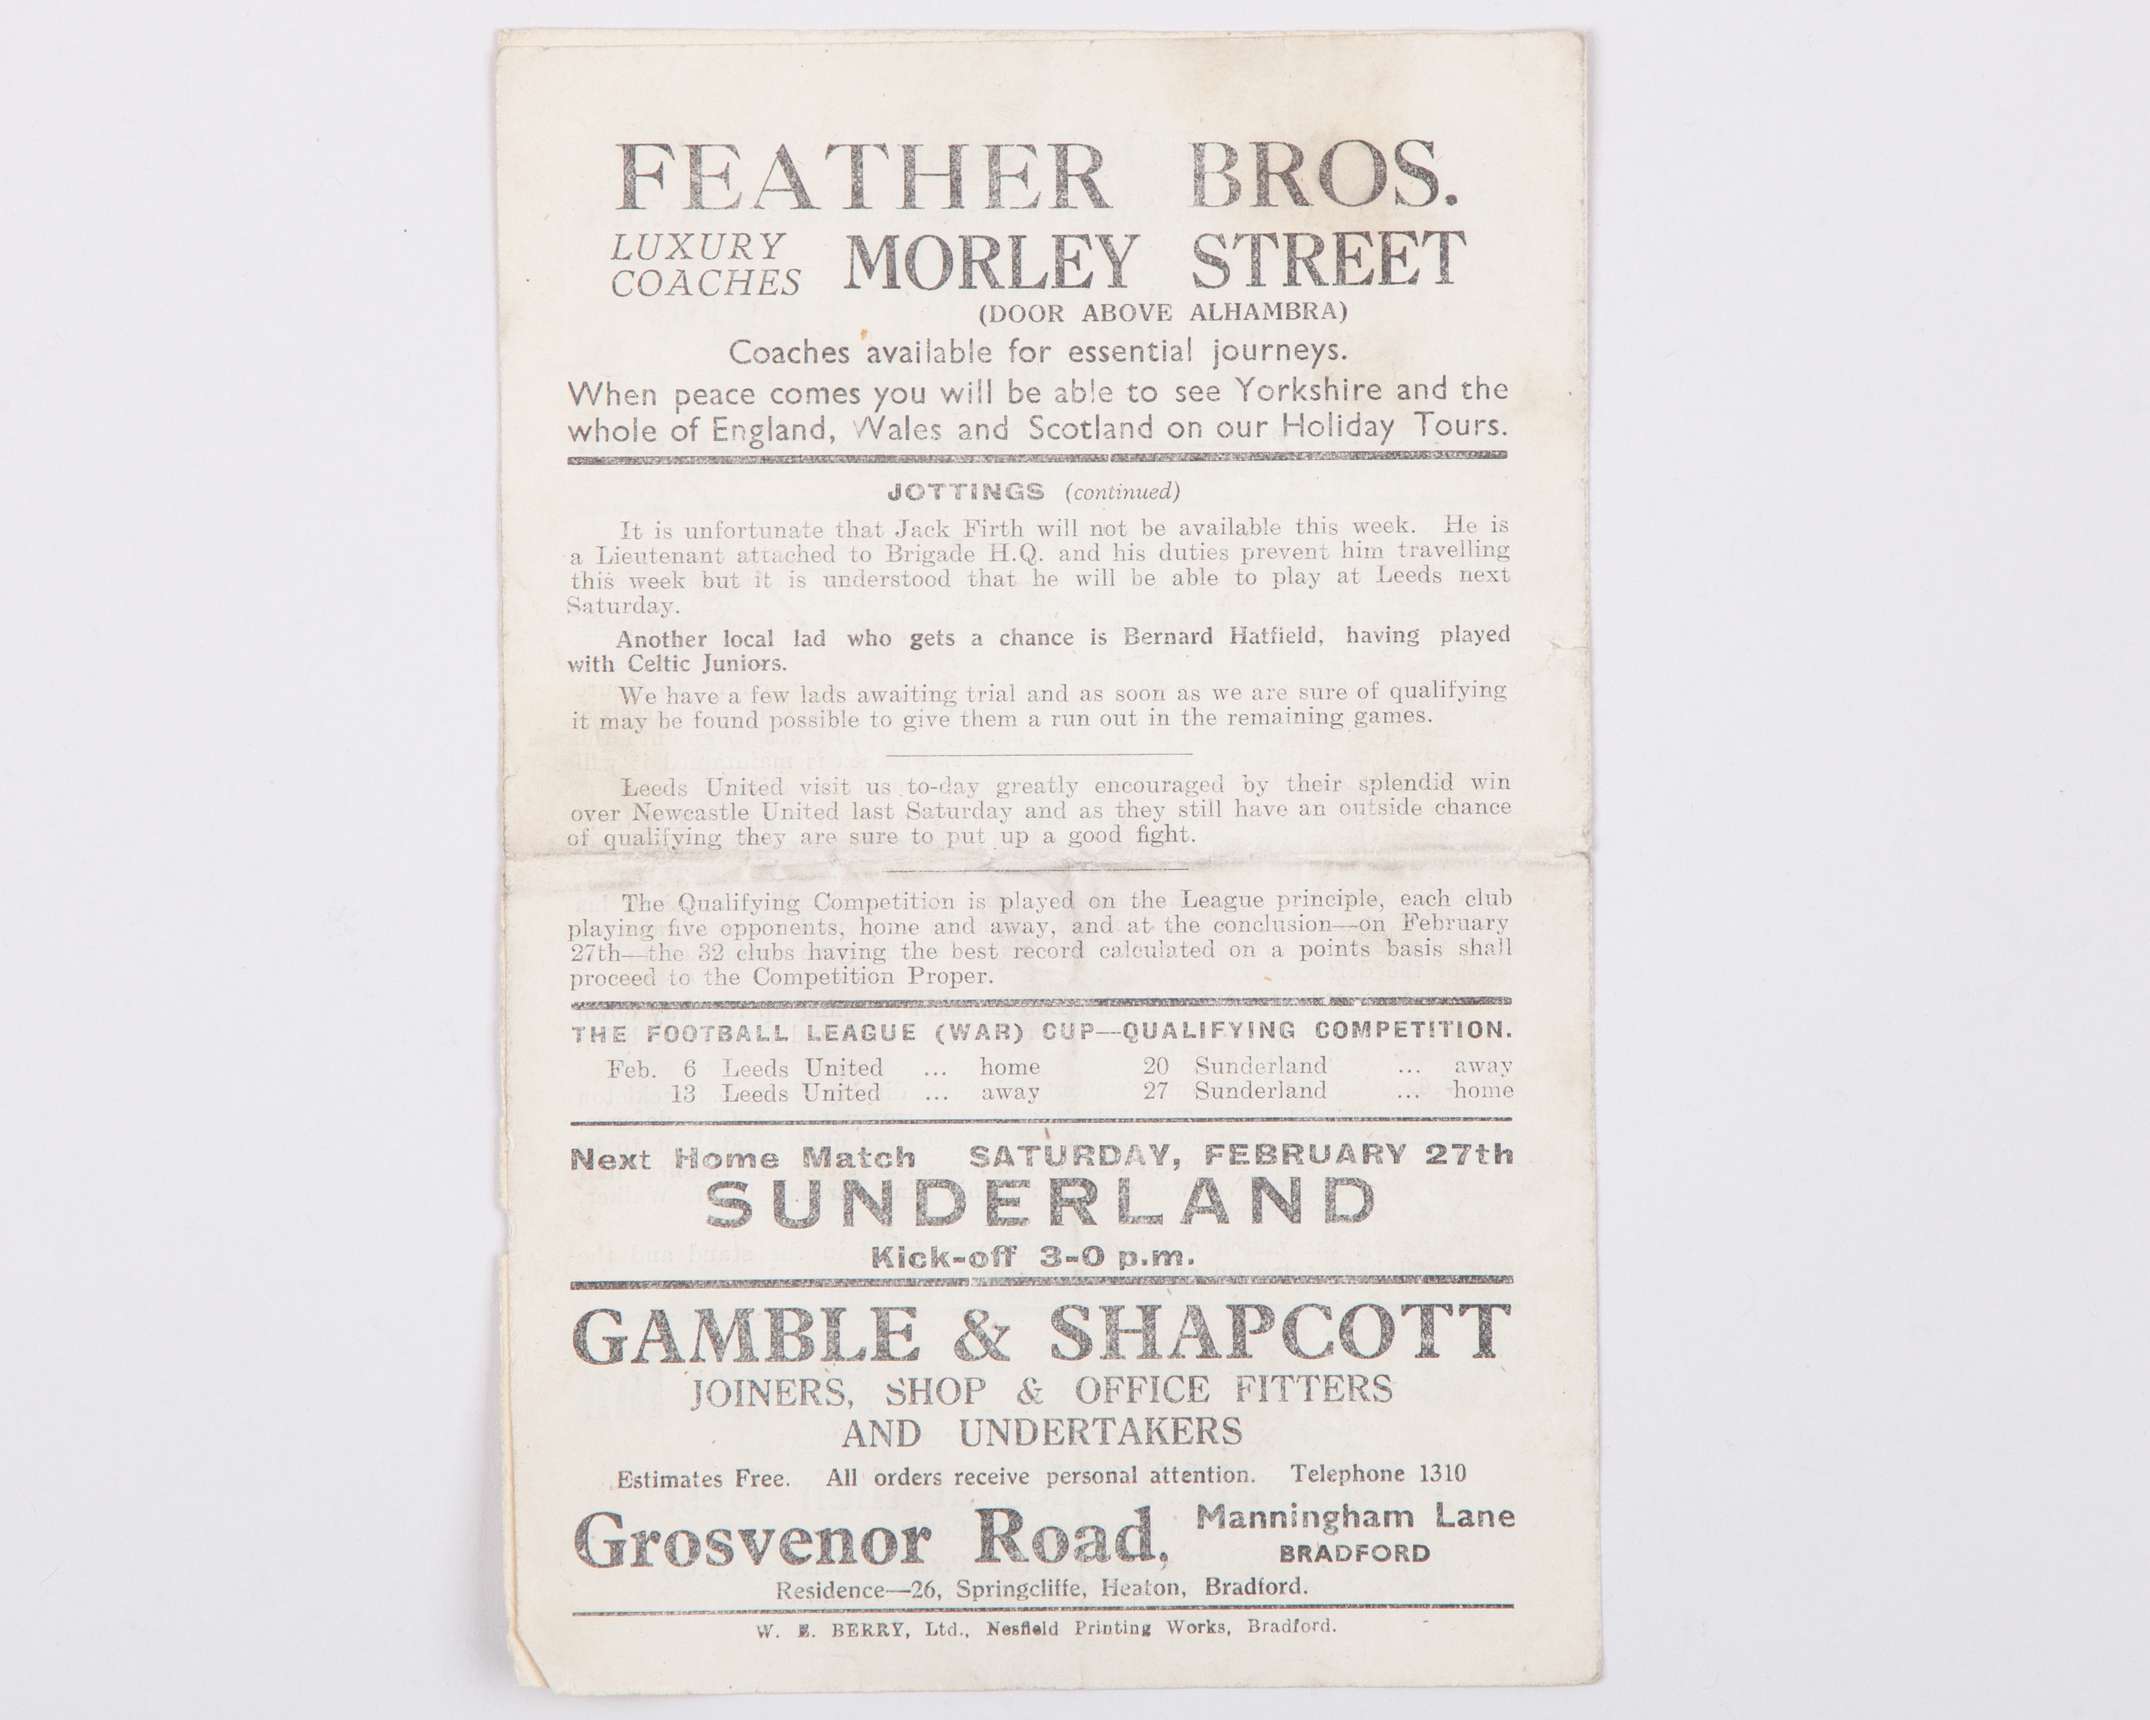 FEATHER BROS.
LUXURY COACHES MORLEY STREET
(DOOR ABOVE ALHAMBRA)
Coaches available for essential journeys.
When peace comes you will be able to see Yorkshire and the
whole of England, Wales and Scotland on our Holiday Tours.
JOTTINGS (continued)
It is unfortunate that Jack Firth will not be available this week. He is
a Lieutenant attached to Brigade H.Q. and his duties prevent him travelling
this week but it is understood that he will be able to play at Leeds next
Saturday.
Another local lad who gets a chance is Bernard Hatfield, having played
with Celtic Juniors.
We have a few lads awaiting trial and as soon as we are sure of qualifying
it may be found possible to give them a run out in the remaining games.
Leeds United visit us to-day greatly encouraged by their splendid win
over Newcastle United last Saturday and as they still have an outside chance
of qualifying they are sure to put up a good fight.
The Qualifying Competition is played on the League principle, each club
playing five opponents, home and away, and at the conclusion—on February
27th—the 32 clubs having the best record calculated on a points basis shall
proceed to the Competition Proper.
THE FOOTBALL LEAGUE (WAR) CUP—QUALIFYING COMPETITION.
Feb. 6 Leeds United ... home 20 Sunderland ... away
13 Leeds United ... away 27 Sunderland ... home
Next Home Match SATURDAY, FEBRUARY 27th
SUNDERLAND
Kick-off 3-0 p.m.
GAMBLE & SHAPCOTT
JOINERS, SHOP & OFFICE FITTERS
AND UNDERTAKERS
Estimates Free. All orders receive personal attention. Telephone 1310
Grosvenor Road, Manningham Lane
BRADFORD
Residence—26, Springcliffe, Heaton, Bradford.
W. E. BERRY, Ltd., Nesfield Printing Works, Bradford.